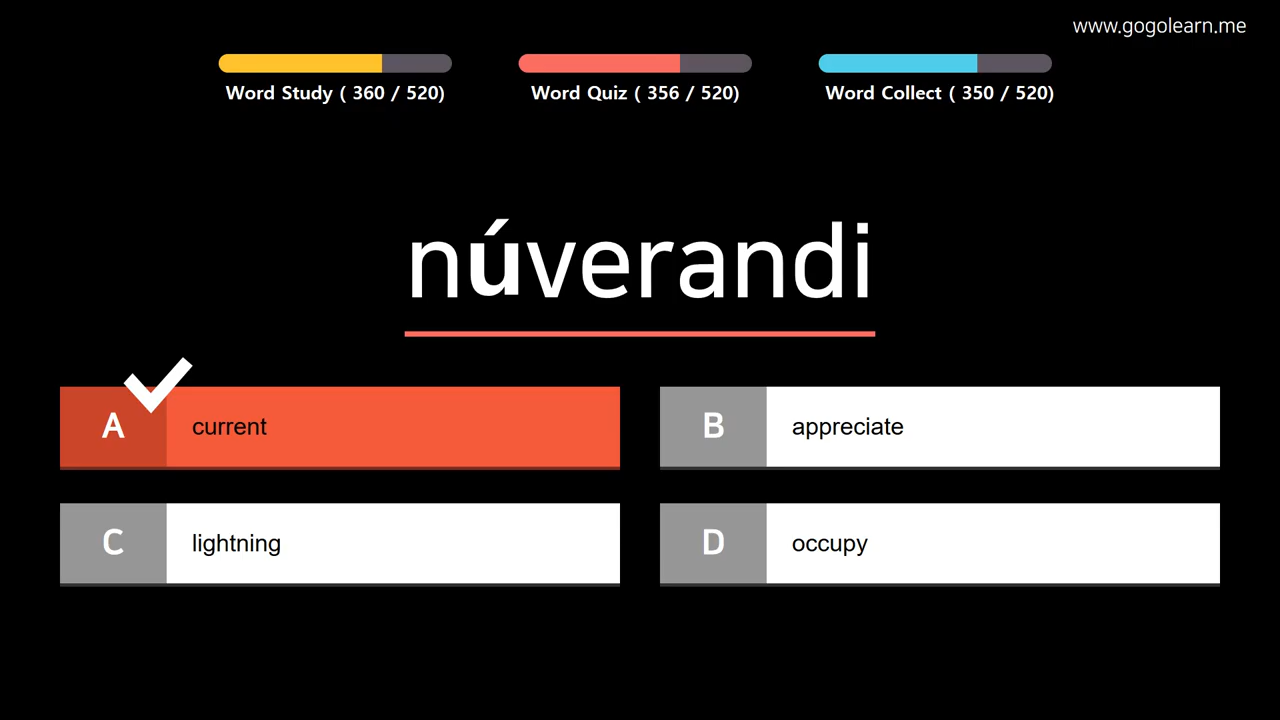 www.gogolearn.me
Word Study ( 360 / 520)
Word Quiz ( 356 / 520)
Word Collect ( 350 / 520)
núverandi
A current
B appreciate
C lightning
D occupy